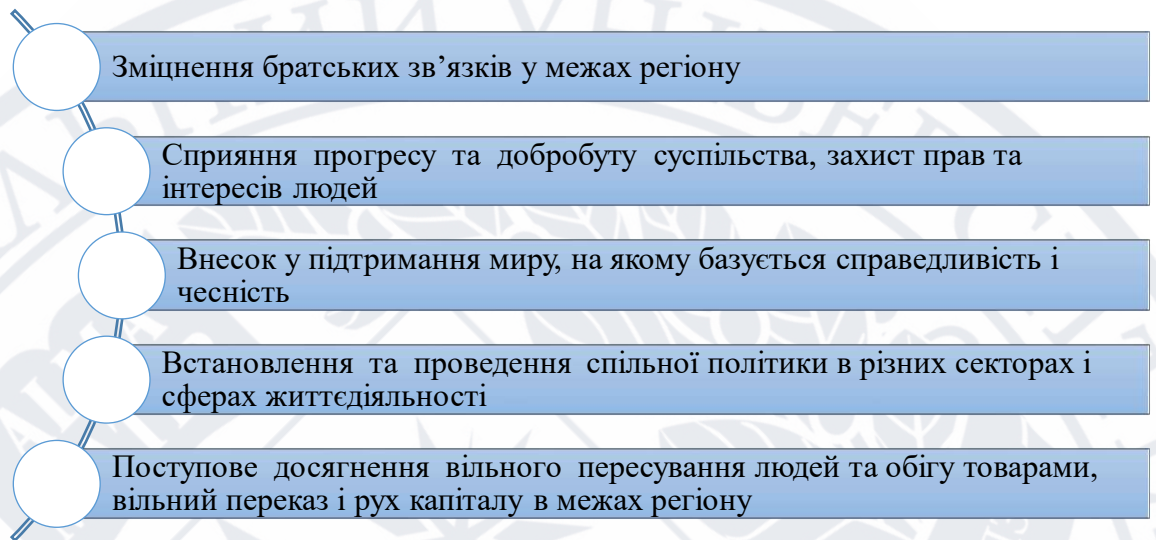 Зміцнення братських зв’язків у межах регіону
Сприяння прогресу та добробуту суспільства, захист прав та
інтересів людей
Внесок у підтримання миру, на якому базується справедливість і
чесність
Встановлення та проведення спільної політики в різних секторах і
сферах життєдіяльності
Поступове досягнення вільного пересування людей та обігу товарами,
вільний переказ і рух капіталу в межах регіону